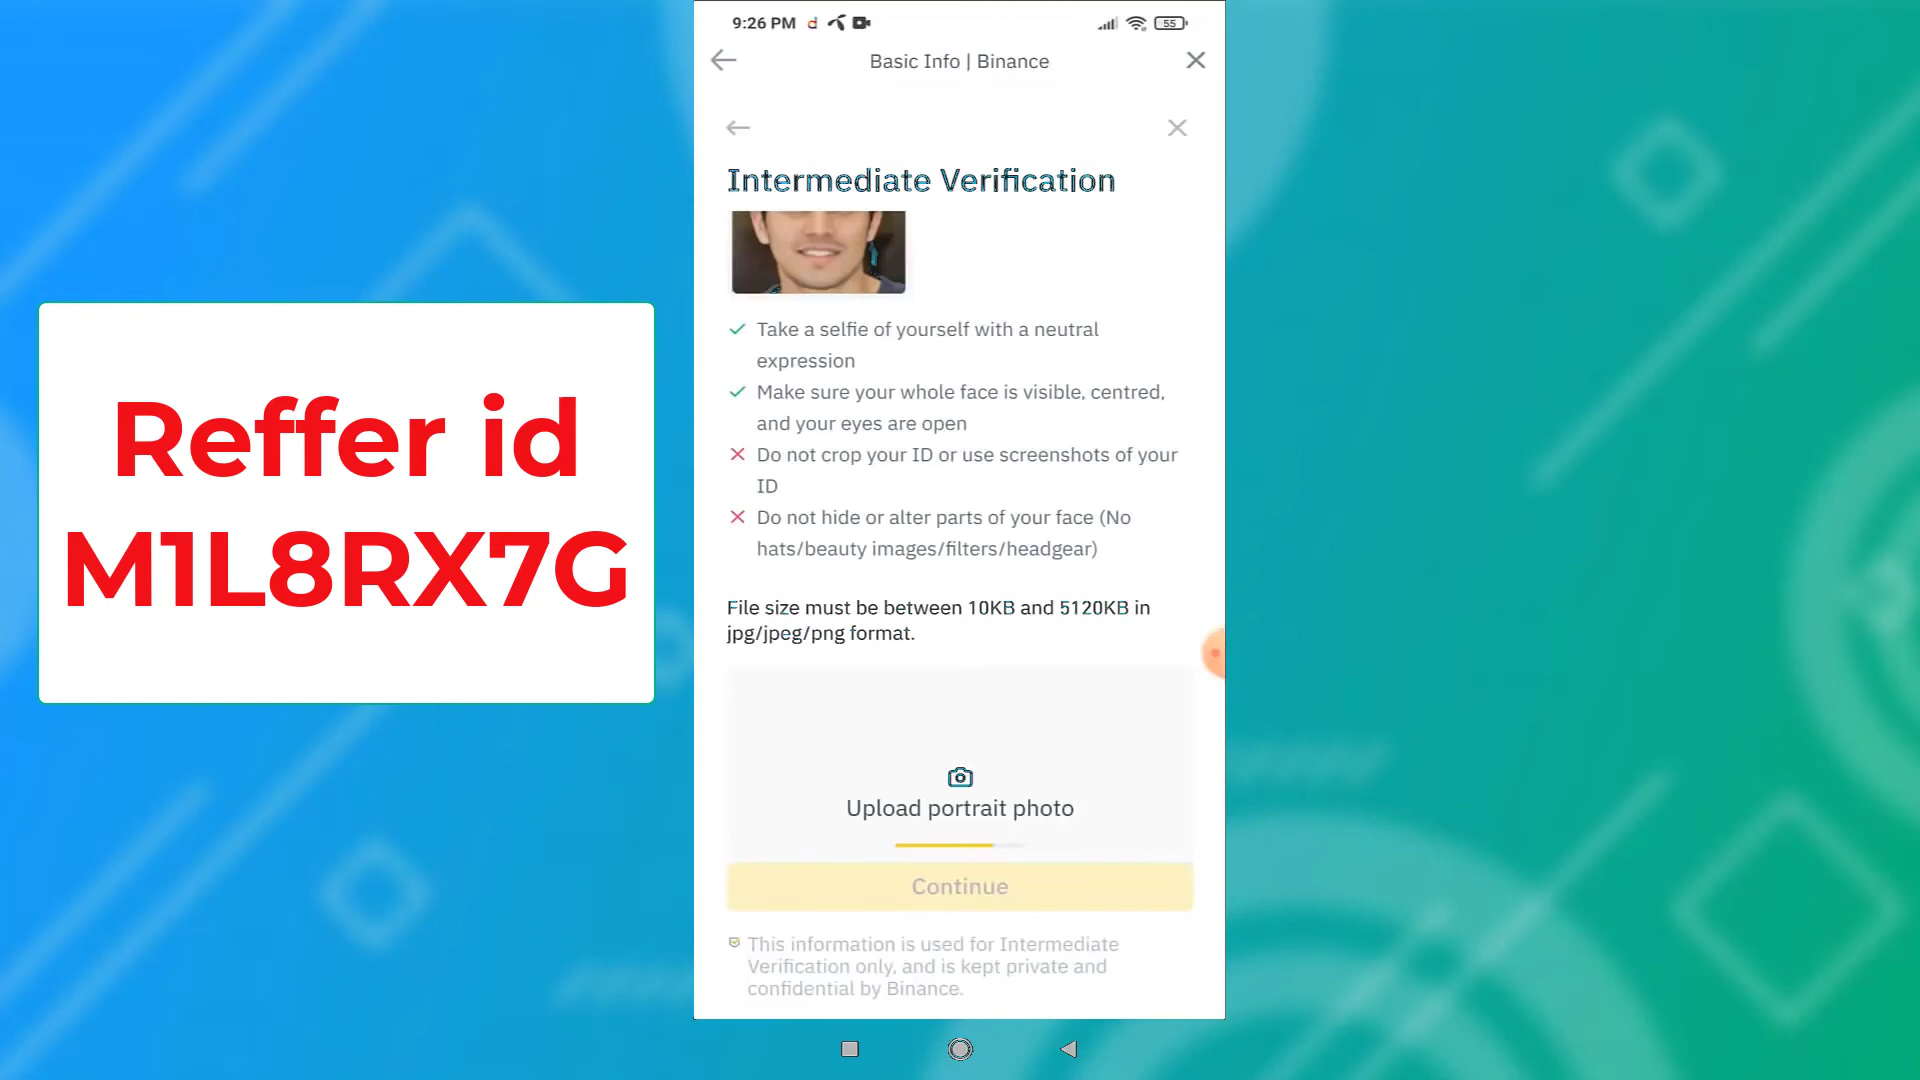 9:26 PM
55
Basic Info | Binance
Intermediate Verification
Take a selfie of yourself with a neutral
expression
Make sure your whole face is visible, centred,
and your eyes are open
Do not crop your ID or use screenshots of your
ID
Do not hide or alter parts of your face (No
hats/beauty images/filters/headgear)
File size must be between 10KB and 5120KB in
jpg/jpeg/png format.
Upload portrait photo
Continue
This information is used for Intermediate
Verification only, and is kept private and
confidential by Binance.
Reffer id
M1L8RX7G